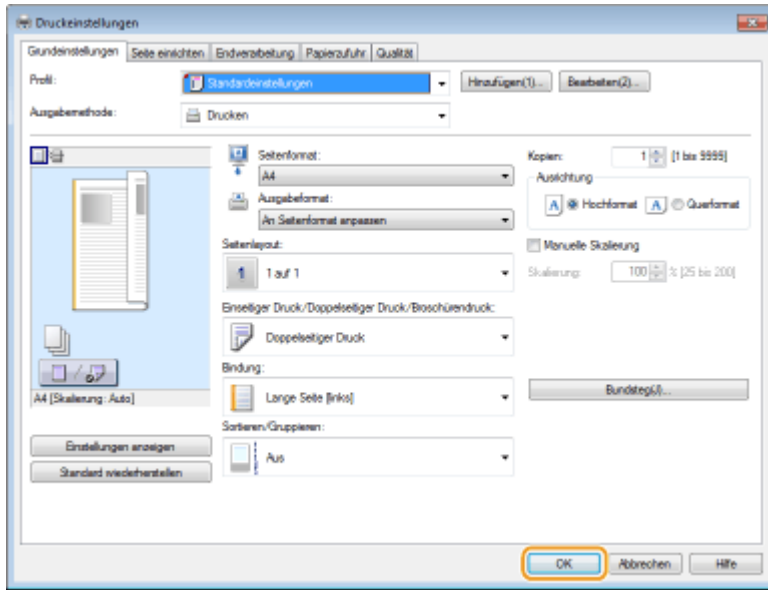 Druckeinstellungen
Grundeinstellungen Seite einrichten Endverarbeitung Papierzufuhr Qualität
Profil: Standardeinstellungen Hinzufügen(1)... Bearbeiten(2)...
Ausgabemethode: Drucken
Seitenformat:
A4
Ausgabeformat:
An Seitenformat anpassen
Seitenlayout:
1 1 auf 1
Einseitiger Druck/Doppelseitiger Druck/Broschürendruck:
Doppelseitiger Druck
Bindung:
Lange Seite [links]
Sortieren/Gruppieren:
Aus
Kopien: 1 [1 bis 9999]
Ausrichtung
A Hochformat A Querformat
Manuelle Skalierung
Skalierung: 100 % [25 bis 200]
Bundsteg(J)...
A4 [Skalierung: Auto]
Einstellungen anzeigen
Standard wiederherstellen
OK Abbrechen Hilfe